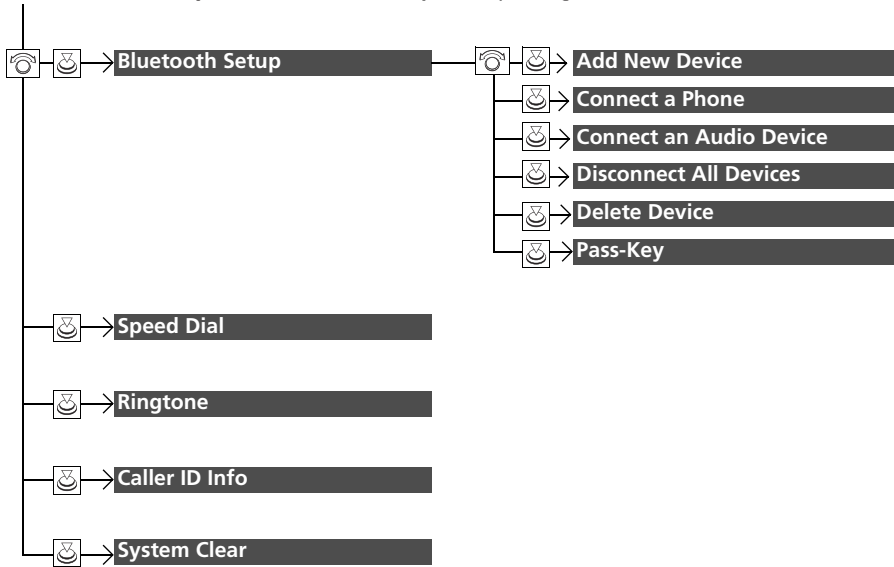 Bluetooth Setup
Add New Device
Connect a Phone
Connect an Audio Device
Disconnect All Devices
Delete Device
Pass-Key
Speed Dial
Ringtone
Caller ID Info
System Clear